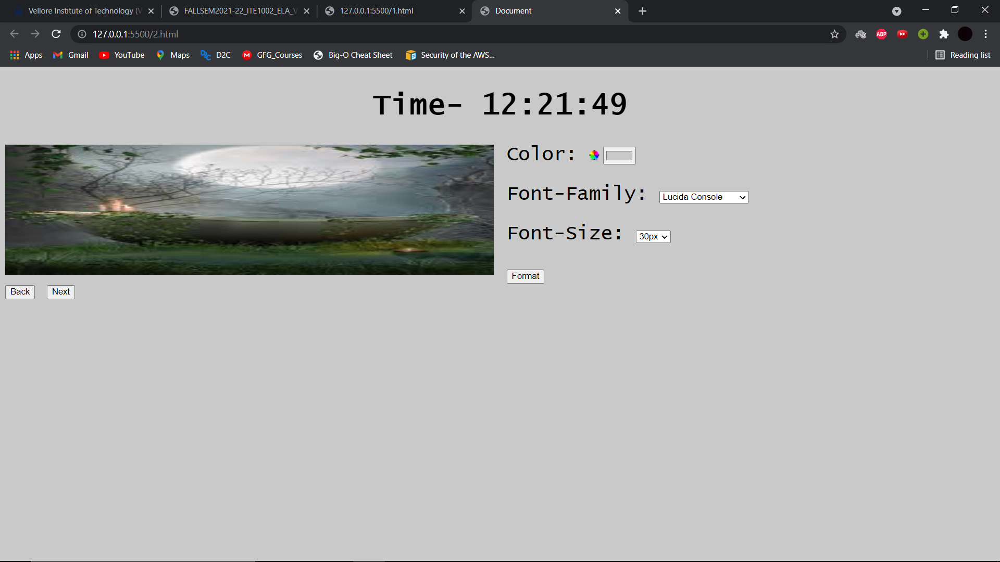 Vellore Institute of Technology (V
FALLSEM2021-22_ITE1002_ELA_V
127.0.0.1:5500/1.html
Document
127.0.0.1:5500/2.html
ABP
Apps
Gmail
YouTube
Maps
D2C
GFG_Courses
Big-O Cheat Sheet
Security of the AWS...
Reading list
Time- 12:21:49
Color:
Font-Family: Lucida Console
Font-Size: 30px
Format
Back Next